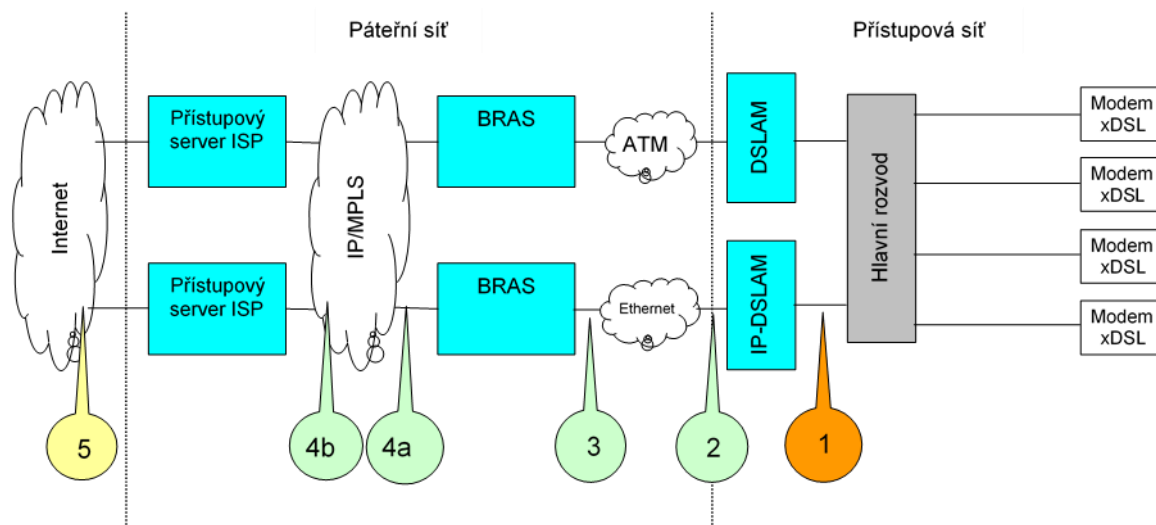 Páteřní síť
Přístupová síť
Internet
Přístupový
server ISP
IP/MPLS
BRAS
ATM
DSLAM
Hlavní rozvod
Modem
xDSL
Modem
xDSL
Přístupový
server ISP
BRAS
Ethernet
IP-DSLAM
Modem
xDSL
Modem
xDSL
5
4b
4a
3
2
1